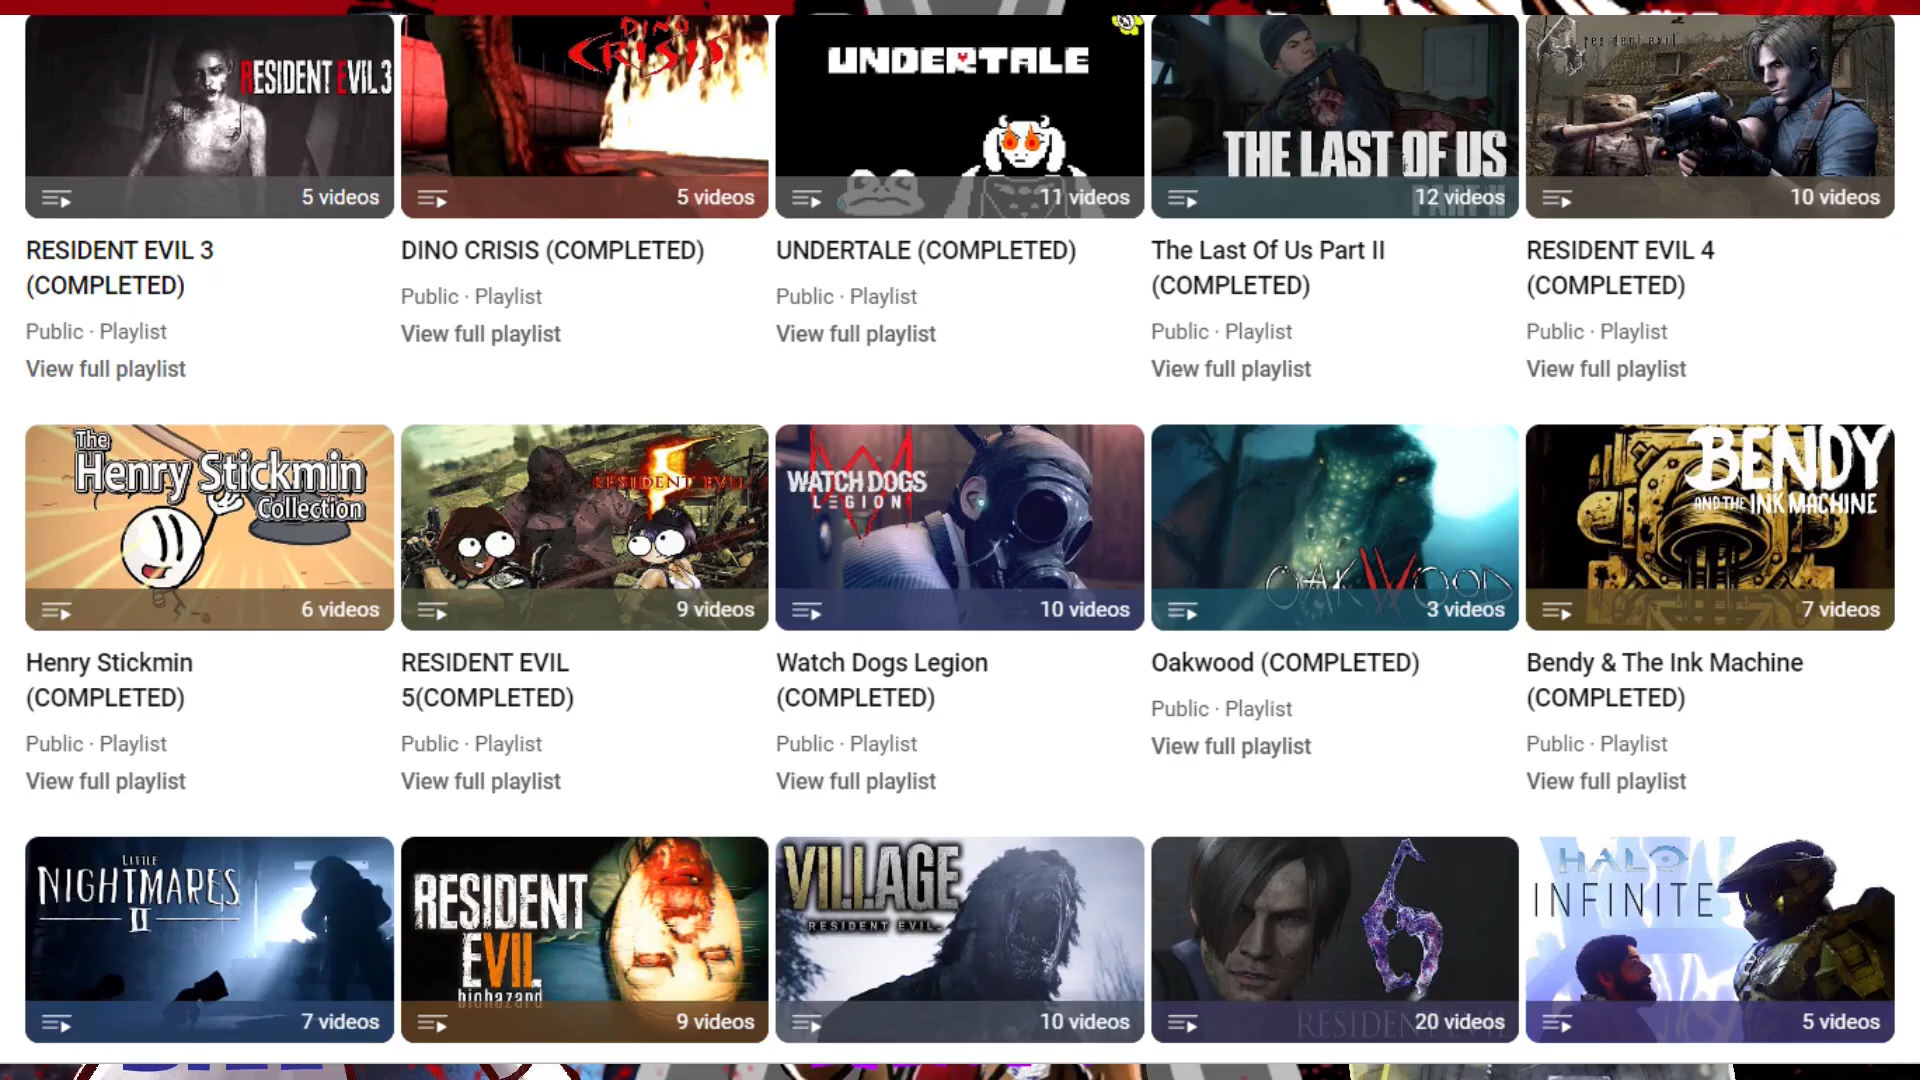 RESIDENT EVIL 3
5 videos
DINO
CRISIS
5 videos
UNDERTALE
11 videos
THE LAST OF US
PART II
12 videos
resident evil
10 videos
RESIDENT EVIL 3
(COMPLETED)
Public · Playlist
View full playlist
DINO CRISIS (COMPLETED)
Public · Playlist
View full playlist
UNDERTALE (COMPLETED)
Public · Playlist
View full playlist
The Last Of Us Part II
(COMPLETED)
Public · Playlist
View full playlist
RESIDENT EVIL 4
(COMPLETED)
Public · Playlist
View full playlist
The
Henry Stickmin
Collection
6 videos
5
RESIDENT EVIL
9 videos
WATCH DOGS
LEGION
10 videos
OAKWOOD
3 videos
BENDY
AND THE INK MACHINE
7 videos
Henry Stickmin
(COMPLETED)
Public · Playlist
View full playlist
RESIDENT EVIL
5(COMPLETED)
Public · Playlist
View full playlist
Watch Dogs Legion
(COMPLETED)
Public · Playlist
View full playlist
Oakwood (COMPLETED)
Public · Playlist
View full playlist
Bendy & The Ink Machine
(COMPLETED)
Public · Playlist
View full playlist
LITTLE
NIGHTMARES
II
7 videos
RESIDENT
EVIL
biohazard
9 videos
VILLAGE
RESIDENT EVIL
10 videos
6
RESIDENT EVIL
20 videos
HALO
INFINITE
5 videos